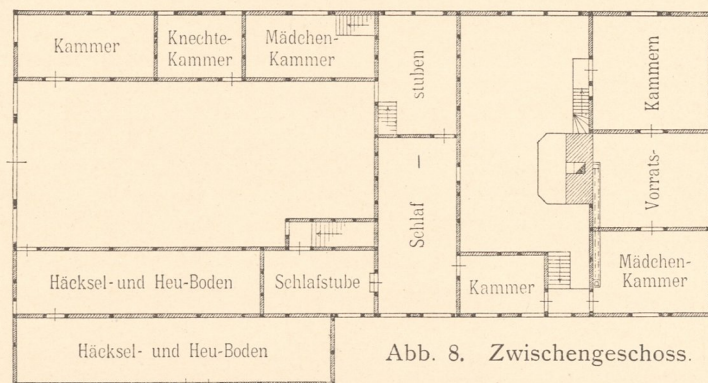 Kammer
Knechte-
Kammer
Mädchen-
Kammer
stuben
Kammern
Schlaf –
Vorrats-
Häcksel- und Heu-Boden
Schlafstube
Kammer
Mädchen-
Kammer
Häcksel- und Heu-Boden
Abb. 8. Zwischengeschoss.